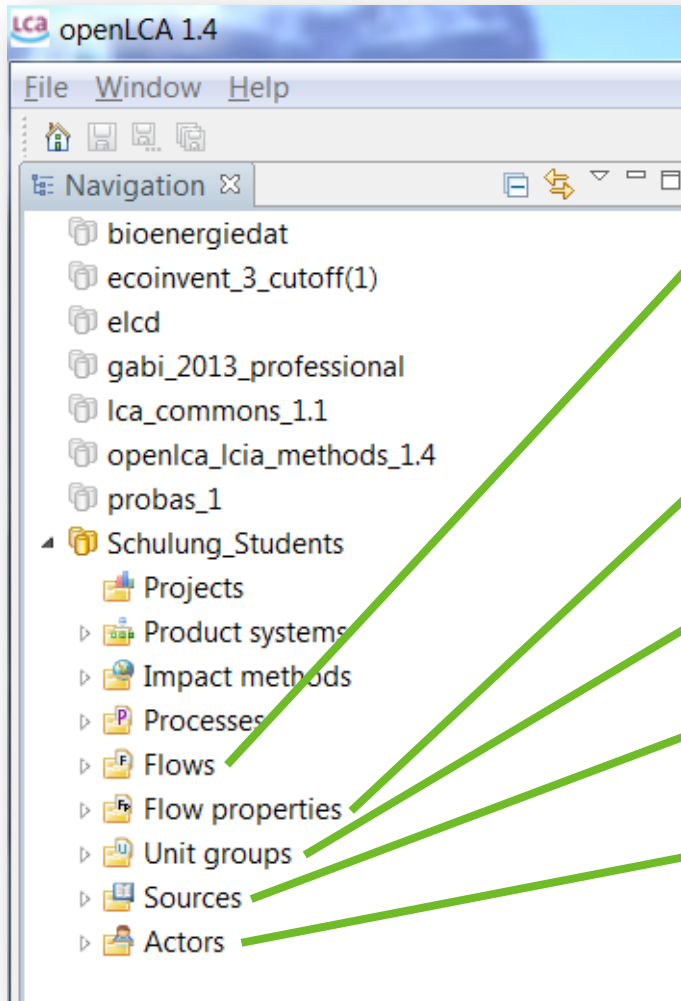 LCa openLCA 1.4
File Window Help
Navigation
bioenergiedat
ecoinvent_3_cutoff(1)
elcd
gabi_2013_professional
lca_commons_1.1
openlca_lcia_methods_1.4
probas_1
Schulung_Students
Projects
Product systems
Impact methods
P Processes
F Flows
FP Flow properties
U Unit groups
Sources
Actors